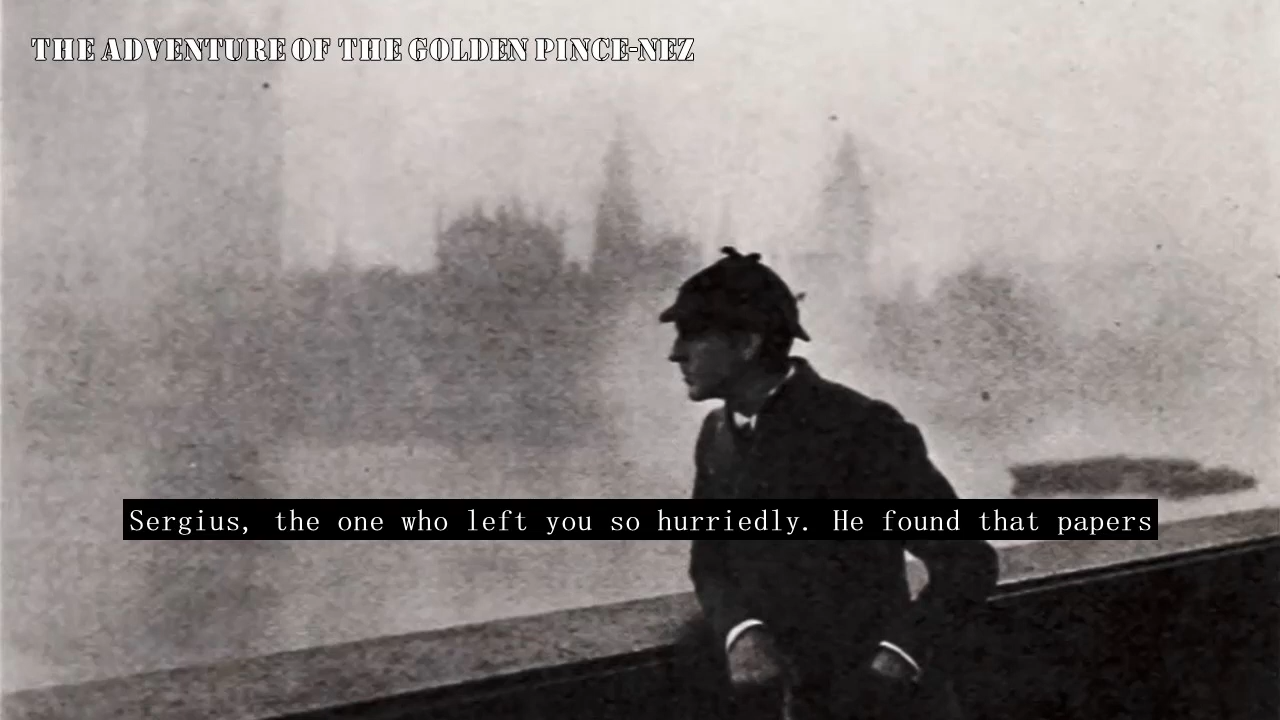 THE ADVENTURE OF THE GOLDEN PINCE-NEZ
Sergius, the one who left you so hurriedly. He found that papers